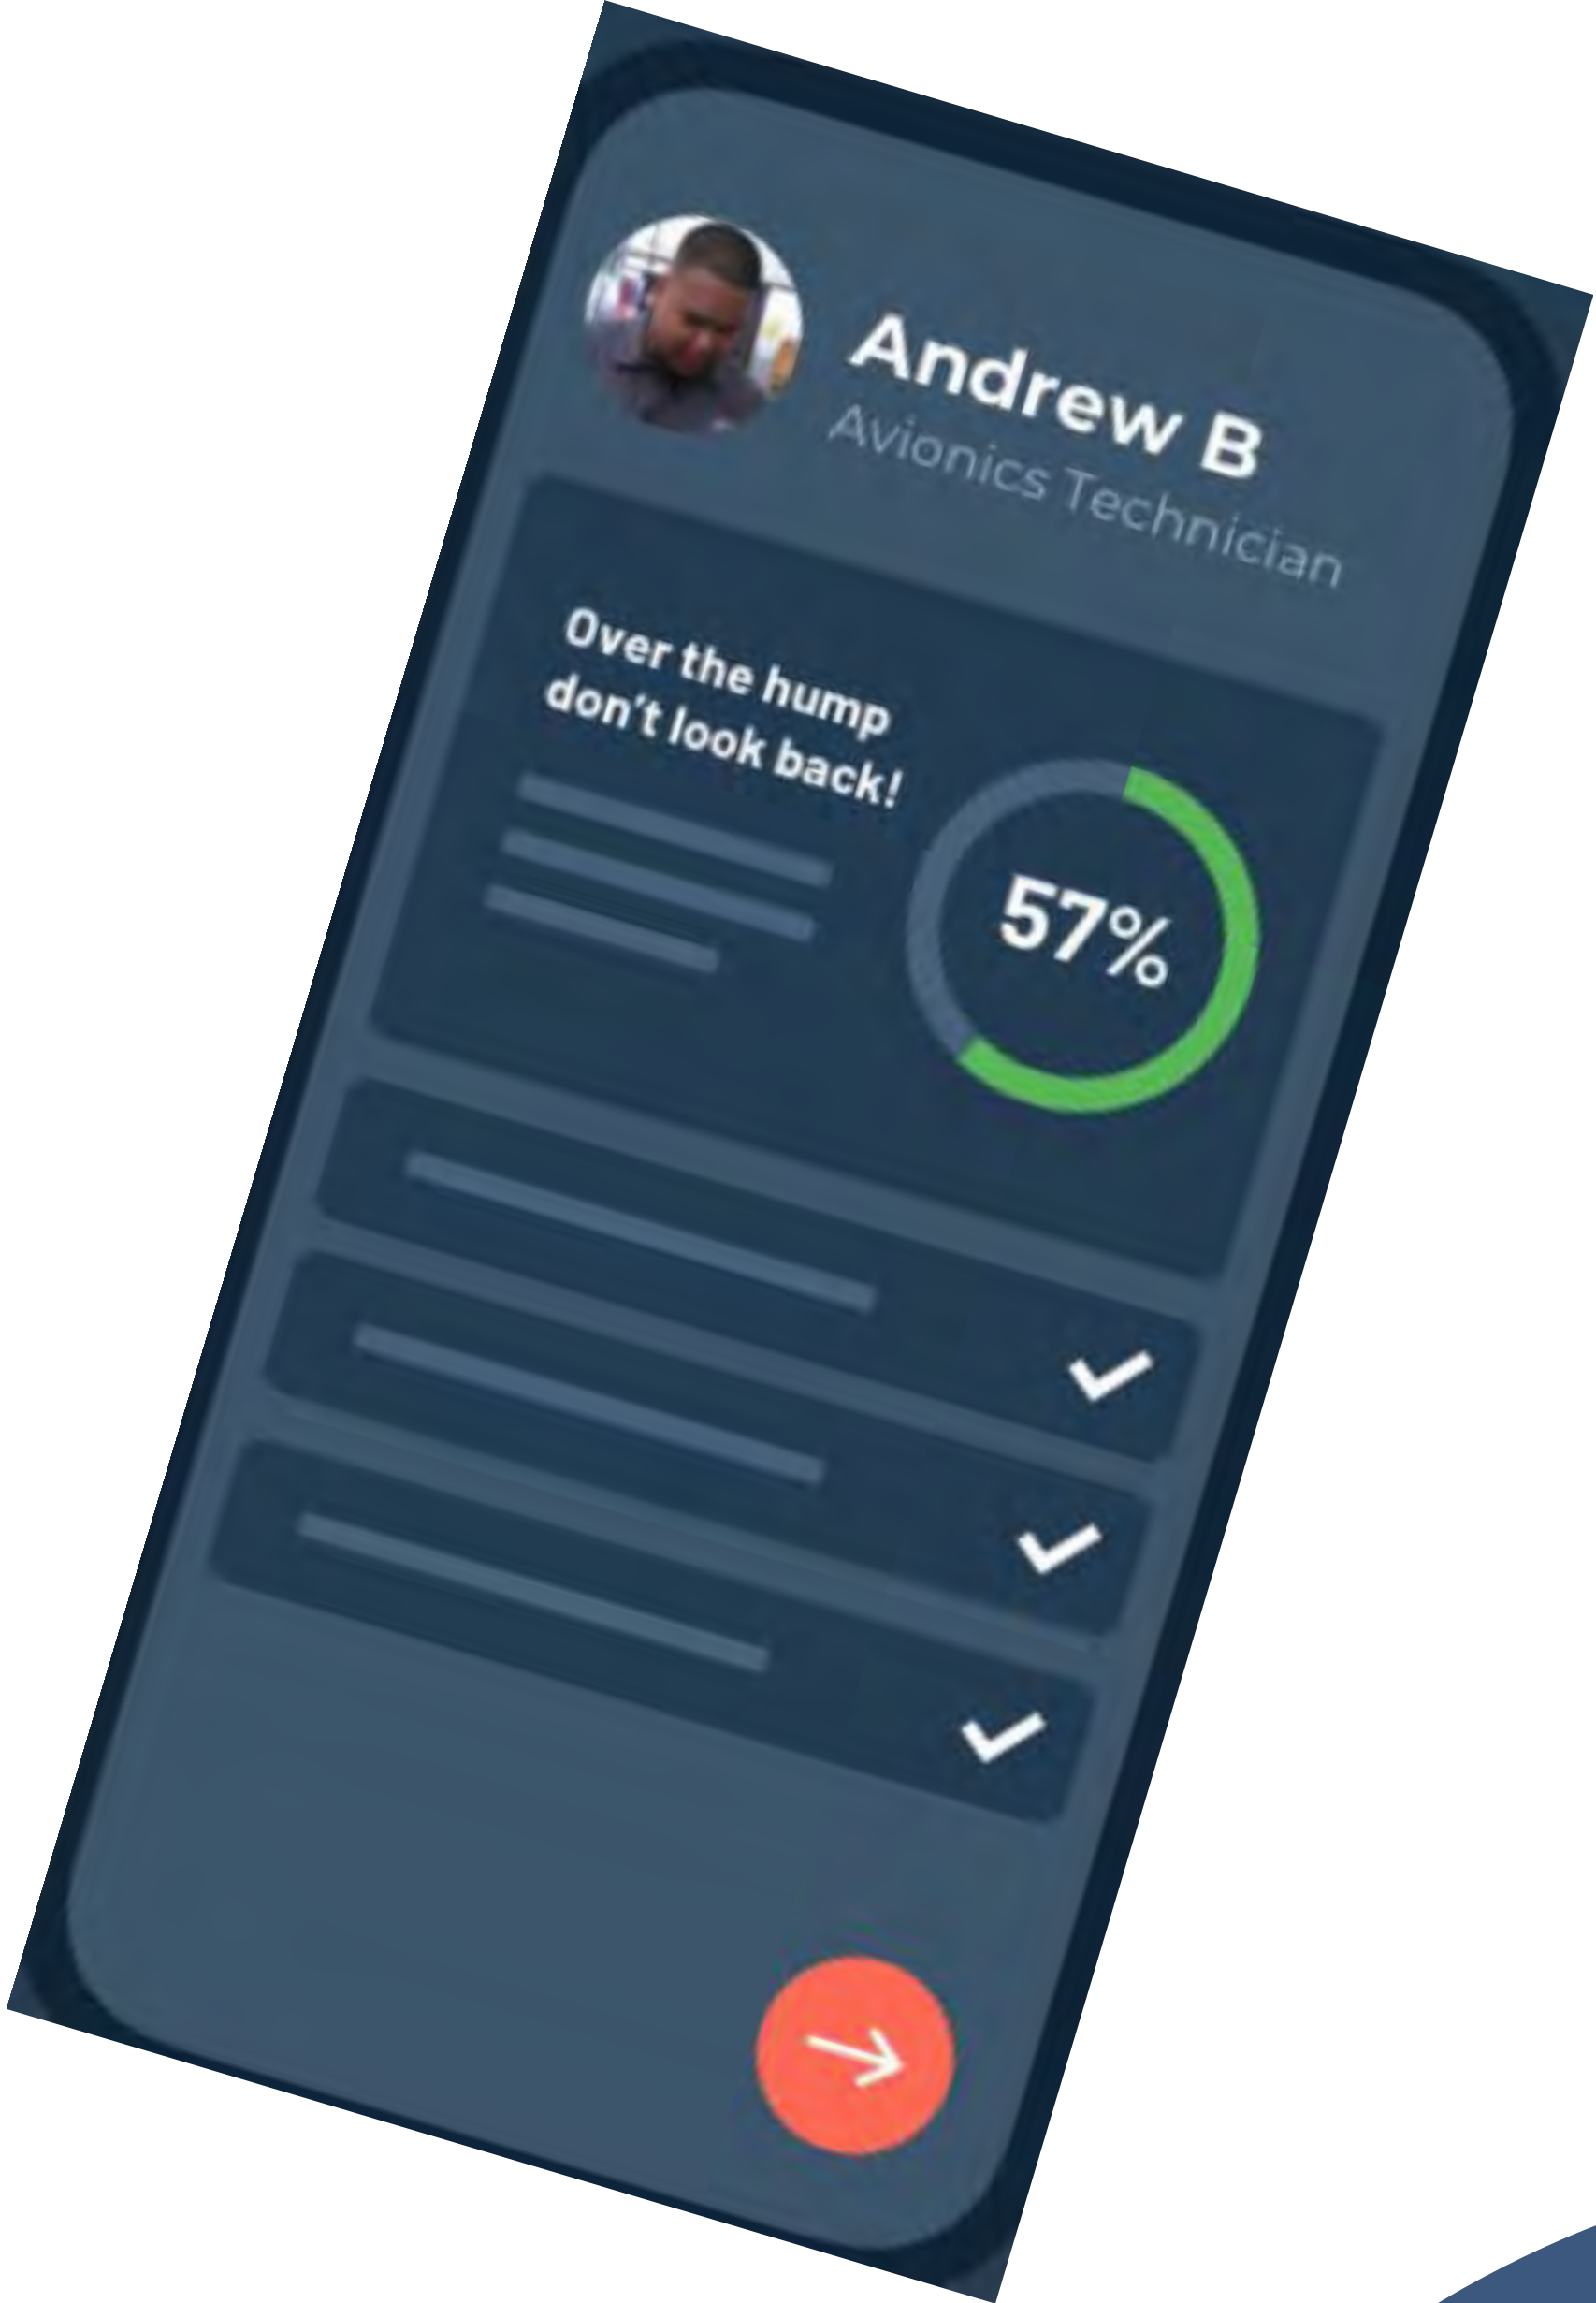 Andrew B
Avionics Technician
Over the hump
don't look back!
57%